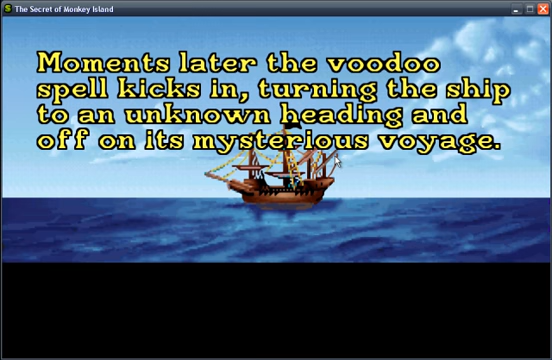 The Secret of Monkey Island
Moments later the voodoo
spell kicks in, turning the ship
to an unknown heading and
off on its mysterious voyage.